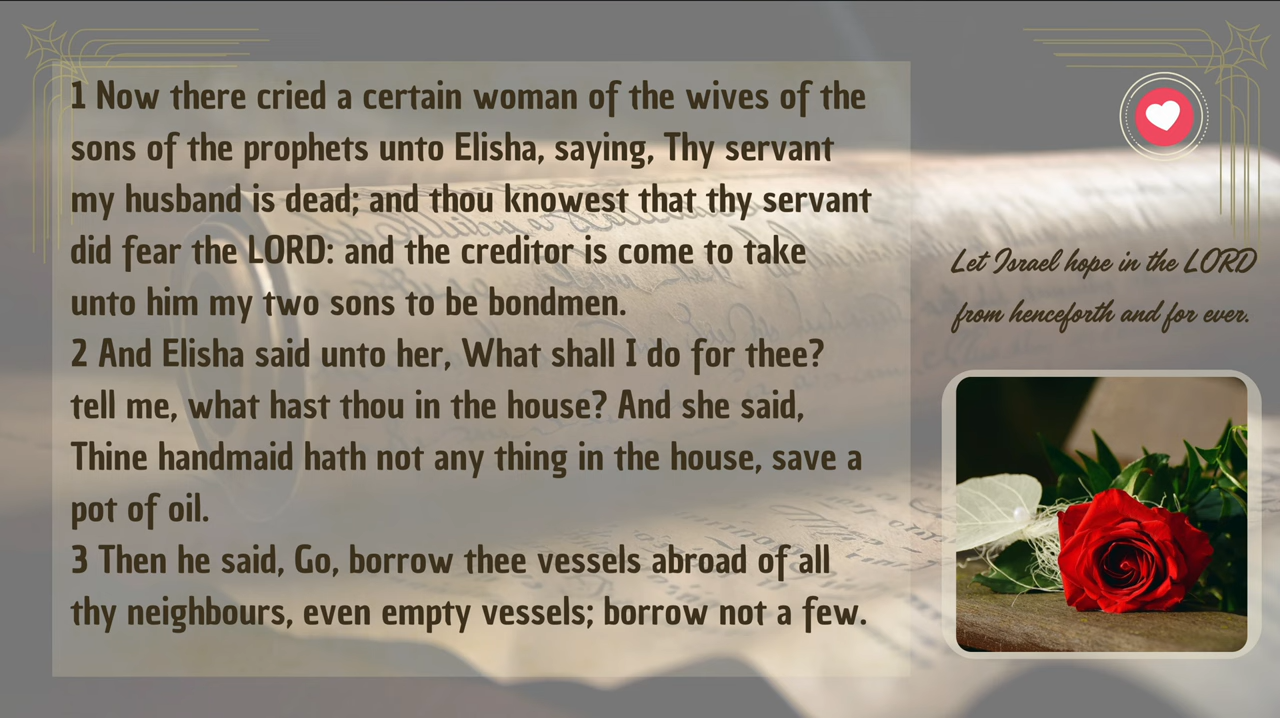 1 Now there cried a certain woman of the wives of the
sons of the prophets unto Elisha, saying, Thy servant
my husband is dead; and thou knowest that thy servant
did fear the LORD: and the creditor is come to take
unto him my two sons to be bondmen.
2 And Elisha said unto her, What shall I do for thee?
tell me, what hast thou in the house? And she said,
Thine handmaid hath not any thing in the house, save a
pot of oil.
3 Then he said, Go, borrow thee vessels abroad of all
thy neighbours, even empty vessels; borrow not a few.
Let Israel hope in the LORD
from henceforth and for ever.